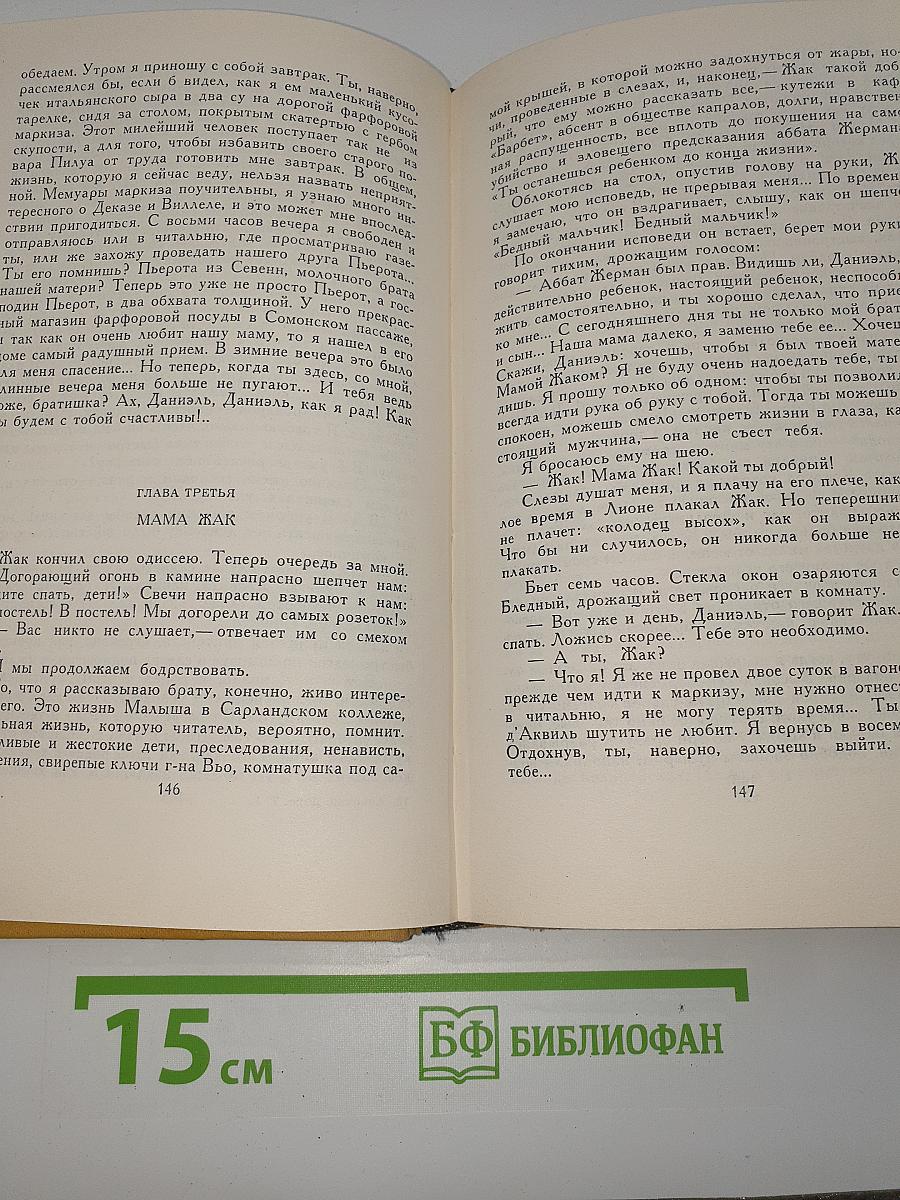 обедаем. Утром я приношу с собой завтрак. Ты, наверно,
рассмеялся бы, если б видел, как я ем маленький кусо-
чек итальянского сыра в два су на дорогой фарфоровой
тарелке, сидя за столом, покрытым скатертью с гербом
маркиза. Этот милейший человек поступает так не из
скупости, а для того, чтобы избавить своего старого по-
вара Пилуа от труда готовить мне завтрак. В общем,
жизнь, которую я сейчас веду, нельзя назвать неприят-
ной. Мемуары маркиза поучительны, я узнаю много ин-
тересного о Деказе и Виллеле, и это может мне впослед-
ствии пригодиться. С восьми часов вечера я свободен и
отправляюсь или в читальню, где просматриваю газе-
ты, или же захожу проведать нашего друга Пьерота...
Ты его помнишь? Пьерота из Севенн, молочного брата
нашей матери? Теперь это уже не просто Пьерот, а гос-
подин Пьерот, в два обхвата толщиной. У него прекрас-
ный магазин фарфоровой посуды в Сомонском пассаже,
и так как он очень любит нашу маму, то я нашел в его
доме самый радушный прием. В зимние вечера это было
для меня спасение... Но теперь, когда ты здесь, со мной,
линные вечера меня больше не пугают... И тебя ведь
оже, братишка? Ах, Даниэль, Даниэль, как я рад! Как
ы будем с тобой счастливы!..
ГЛАВА ТРЕТЬЯ
МАМА ЖАК
Жак кончил свою одиссею. Теперь очередь за мной.
Догорающий огонь в камине напрасно шепчет нам:
дите спать, дети!» Свечи напрасно взывают к нам:
постель! В постель! Мы догорели до самых розеток!»
— Вас никто не слушает,— отвечает им со смехом
И мы продолжаем бодрствовать.
о, что я рассказываю брату, конечно, живо интере-
его. Это жизнь Малыша в Сарландском коллеже,
льная жизнь, которую читатель, вероятно, помнит.
ливые и жестокие дети, преследования, ненависть,
ения, свирепые ключи г-на Вьо, комнатушка под са-
146
мой крышей, в которой можно задохнуться от жары, но-
чи, проведенные в слезах, и, наконец,— Жак такой доб
рый, что ему можно рассказать все,— кутежи в каф
«Барбет», абсент в обществе капралов, долги, нравствен
ная распущенность, все вплоть до покушения на само
убийство и зловещего предсказания аббата Жермана
«Ты останешься ребенком до конца жизни».
Облокотясь на стол, опустив голову на руки, Ж
слушает мою исповедь, не прерывая меня... По времен
я замечаю, что он вздрагивает, слышу, как он шепч
«Бедный мальчик! Бедный мальчик!»
По окончании исповеди он встает, берет мои руки
говорит тихим, дрожащим голосом:
— Аббат Жерман был прав. Видишь ли, Даниэль,
действительно ребенок, настоящий ребенок, неспособн
жить самостоятельно, и ты хорошо сделал, что прие
ко мне... С сегодняшнего дня ты не только мой брат
и сын... Наша мама далеко, я заменю тебе ее... Хочеш
Скажи, Даниэль: хочешь, чтобы я был твоей мате
Мамой Жаком? Я не буду очень надоедать тебе, ты
дишь. Я прошу только об одном: чтобы ты позволил
всегда идти рука об руку с тобой. Тогда ты можешь
спокоен, можешь смело смотреть жизни в глаза, ка
стоящий мужчина,— она не съест тебя.
Я бросаюсь ему на шею.
— Жак! Мама Жак! Какой ты добрый!
Слезы душат меня, и я плачу на его плече, как
лое время в Лионе плакал Жак. Но теперешни
не плачет: «колодец высох», как он выраж
Что бы ни случилось, он никогда больше не
плакать.
Бьет семь часов. Стекла окон озаряются с
Бледный, дрожащий свет проникает в комнату.
— Вот уже и день, Даниэль,— говорит Жак.
спать. Ложись скорее... Тебе это необходимо.
— А ты, Жак?
— Что я! Я же не провел двое суток в вагон
прежде чем идти к маркизу, мне нужно отнес
в читальню, я не могу терять время... Ты
д'Аквиль шутить не любит. Я вернусь в восем
Отдохнув, ты, наверно, захочешь выйти.
тебе...
147
15 см
БФ БИБЛИОФАН